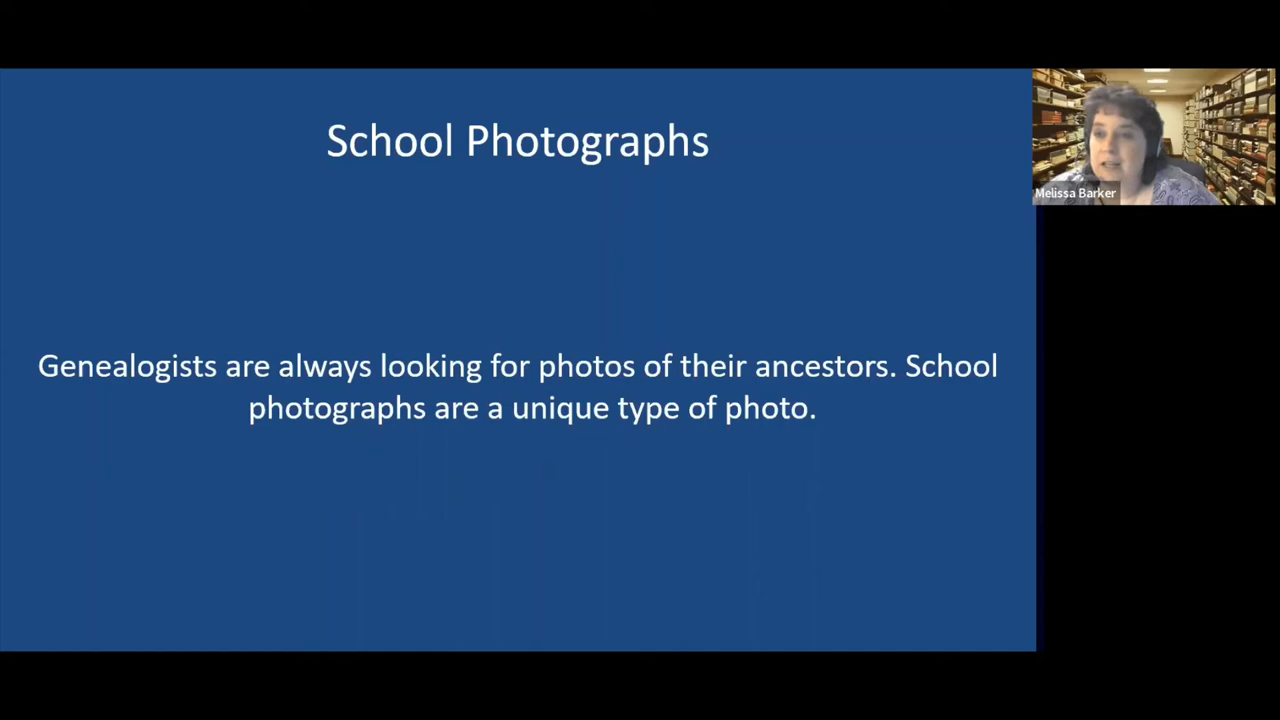 School Photographs
Genealogists are always looking for photos of their ancestors. School
photographs are a unique type of photo.
Melissa Barker